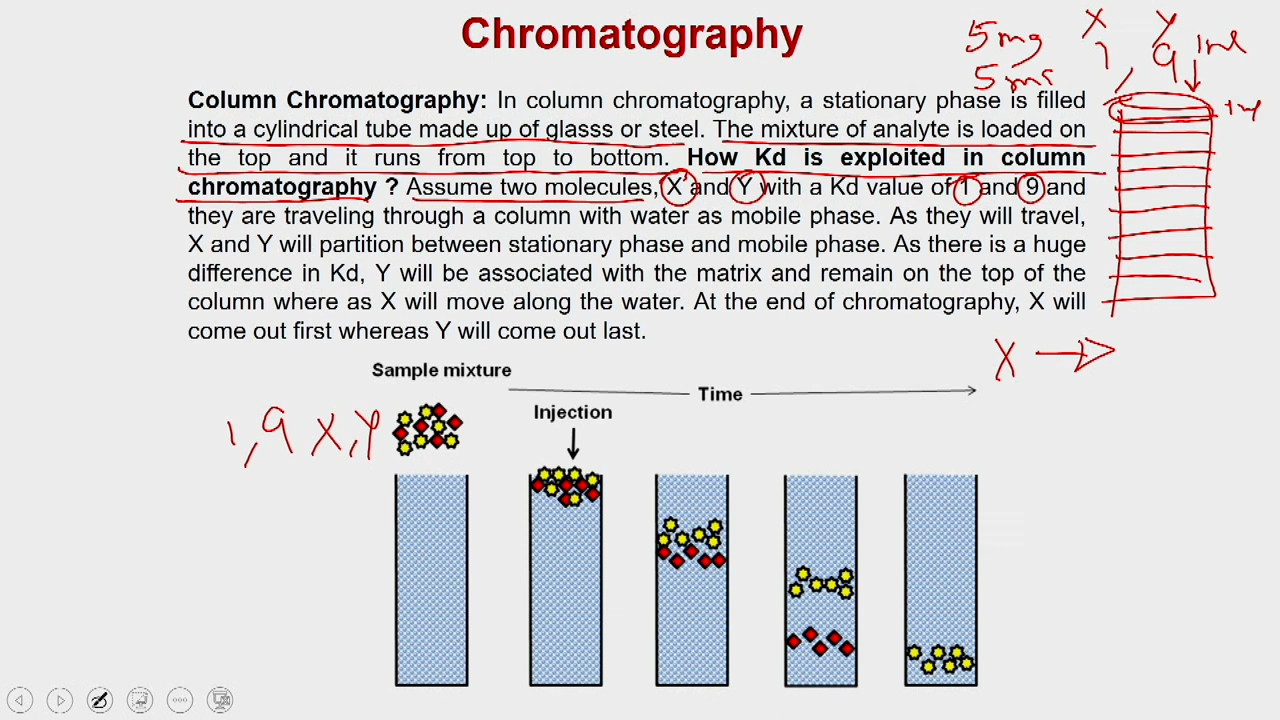 Chromatography
5mg X Y
1 9 1ml
5mg
1ml
Column Chromatography: In column chromatography, a stationary phase is filled
into a cylindrical tube made up of glasss or steel. The mixture of analyte is loaded on
the top and it runs from top to bottom. How Kd is exploited in column
chromatography ? Assume two molecules, X and Y with a Kd value of 1 and 9 and
they are traveling through a column with water as mobile phase. As they will travel,
X and Y will partition between stationary phase and mobile phase. As there is a huge
difference in Kd, Y will be associated with the matrix and remain on the top of the
column where as X will move along the water. At the end of chromatography, X will
come out first whereas Y will come out last.
X
Sample mixture
Time
Injection
1, 9 X, Y